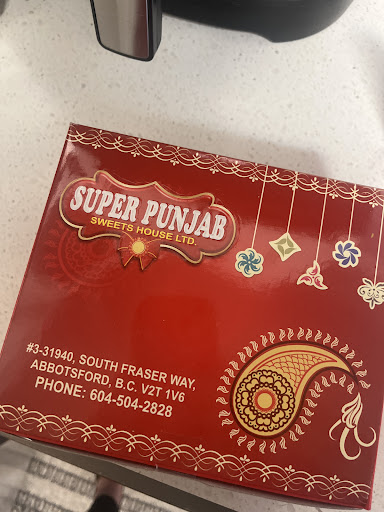 SUPER PUNJAB
SWEETS HOUSE LTD.
#3-31940, SOUTH FRASER WAY,
ABBOTSFORD, B.C. V2T 1V6
PHONE: 604-504-2828